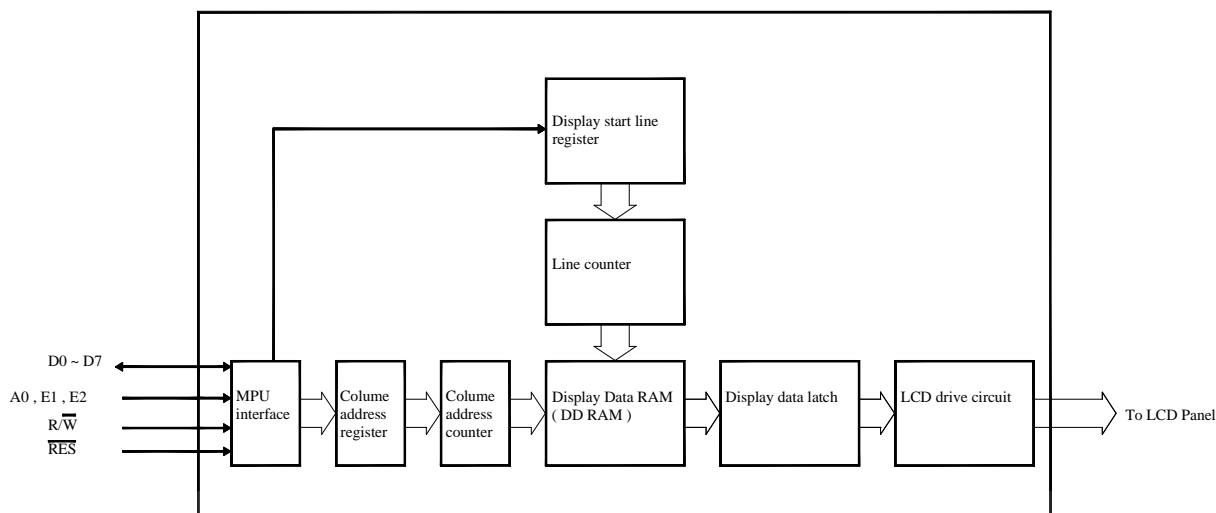 Display start line
register
Line counter
D0 ~ D7
A0 , E1 , E2
R/W̅
R̅E̅S̅
MPU
interface
Colume
address
register
Colume
address
counter
Display Data RAM
( DD RAM )
Display data latch
LCD drive circuit
To LCD Panel